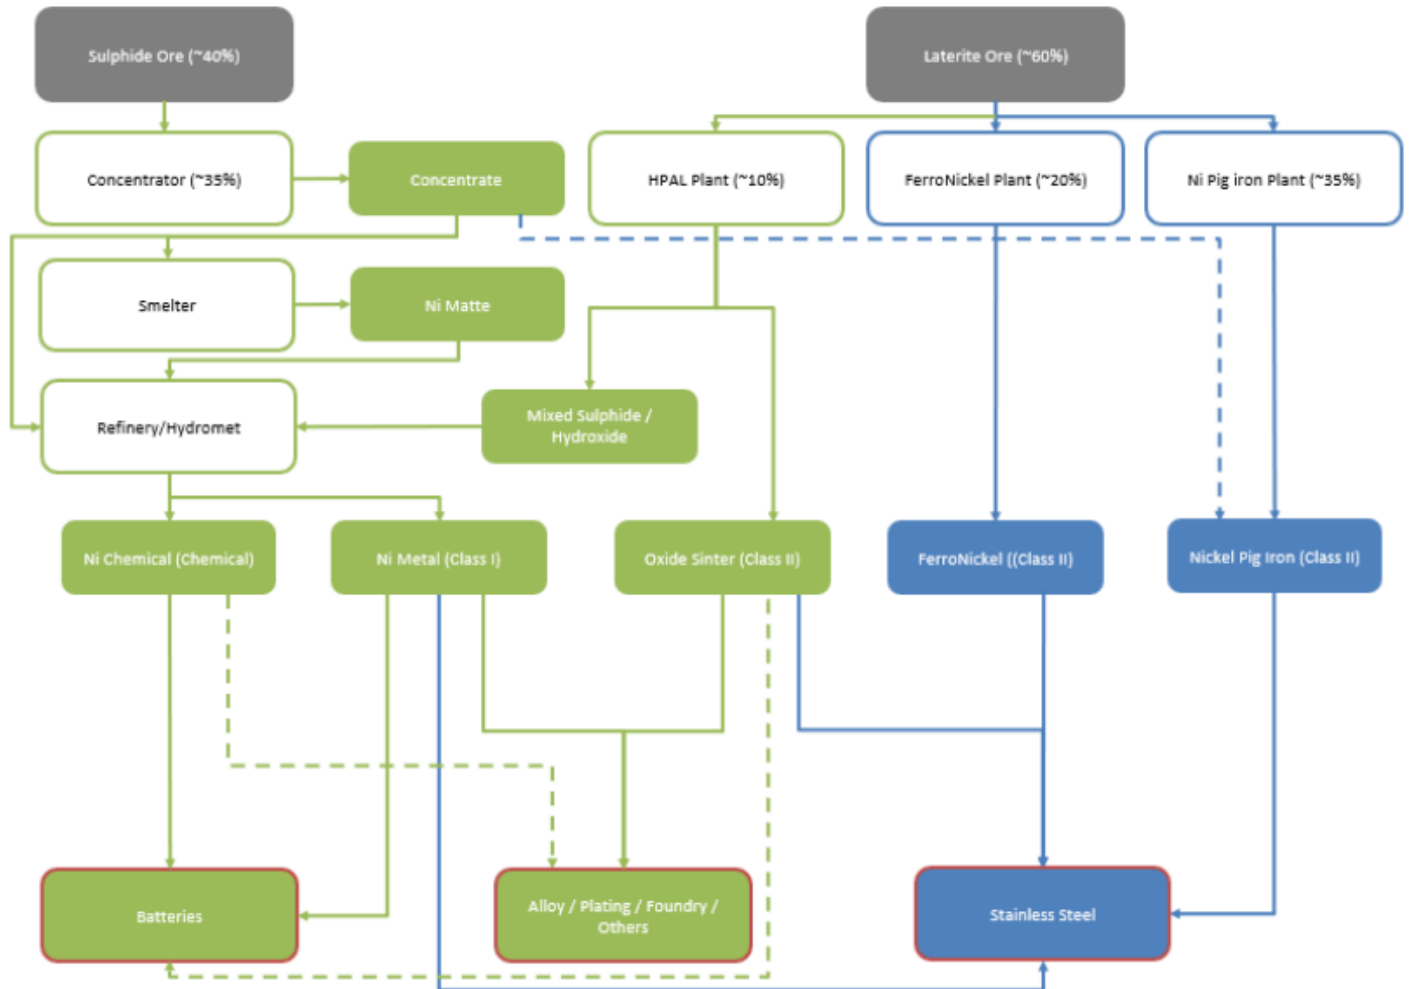 Sulphide Ore (~40%)
Laterite Ore (~60%)
Concentrator (~35%)
Concentrate
HPAL Plant (~10%)
FerroNickel Plant (~20%)
Ni Pig iron Plant (~35%)
Smelter
Ni Matte
Refinery/Hydromet
Mixed Sulphide /
Hydroxide
Ni Chemical (Chemical)
Ni Metal (Class I)
Oxide Sinter (Class II)
FerroNickel ((Class II)
Nickel Pig Iron (Class II)
Batteries
Alloy / Plating / Foundry /
Others
Stainless Steel